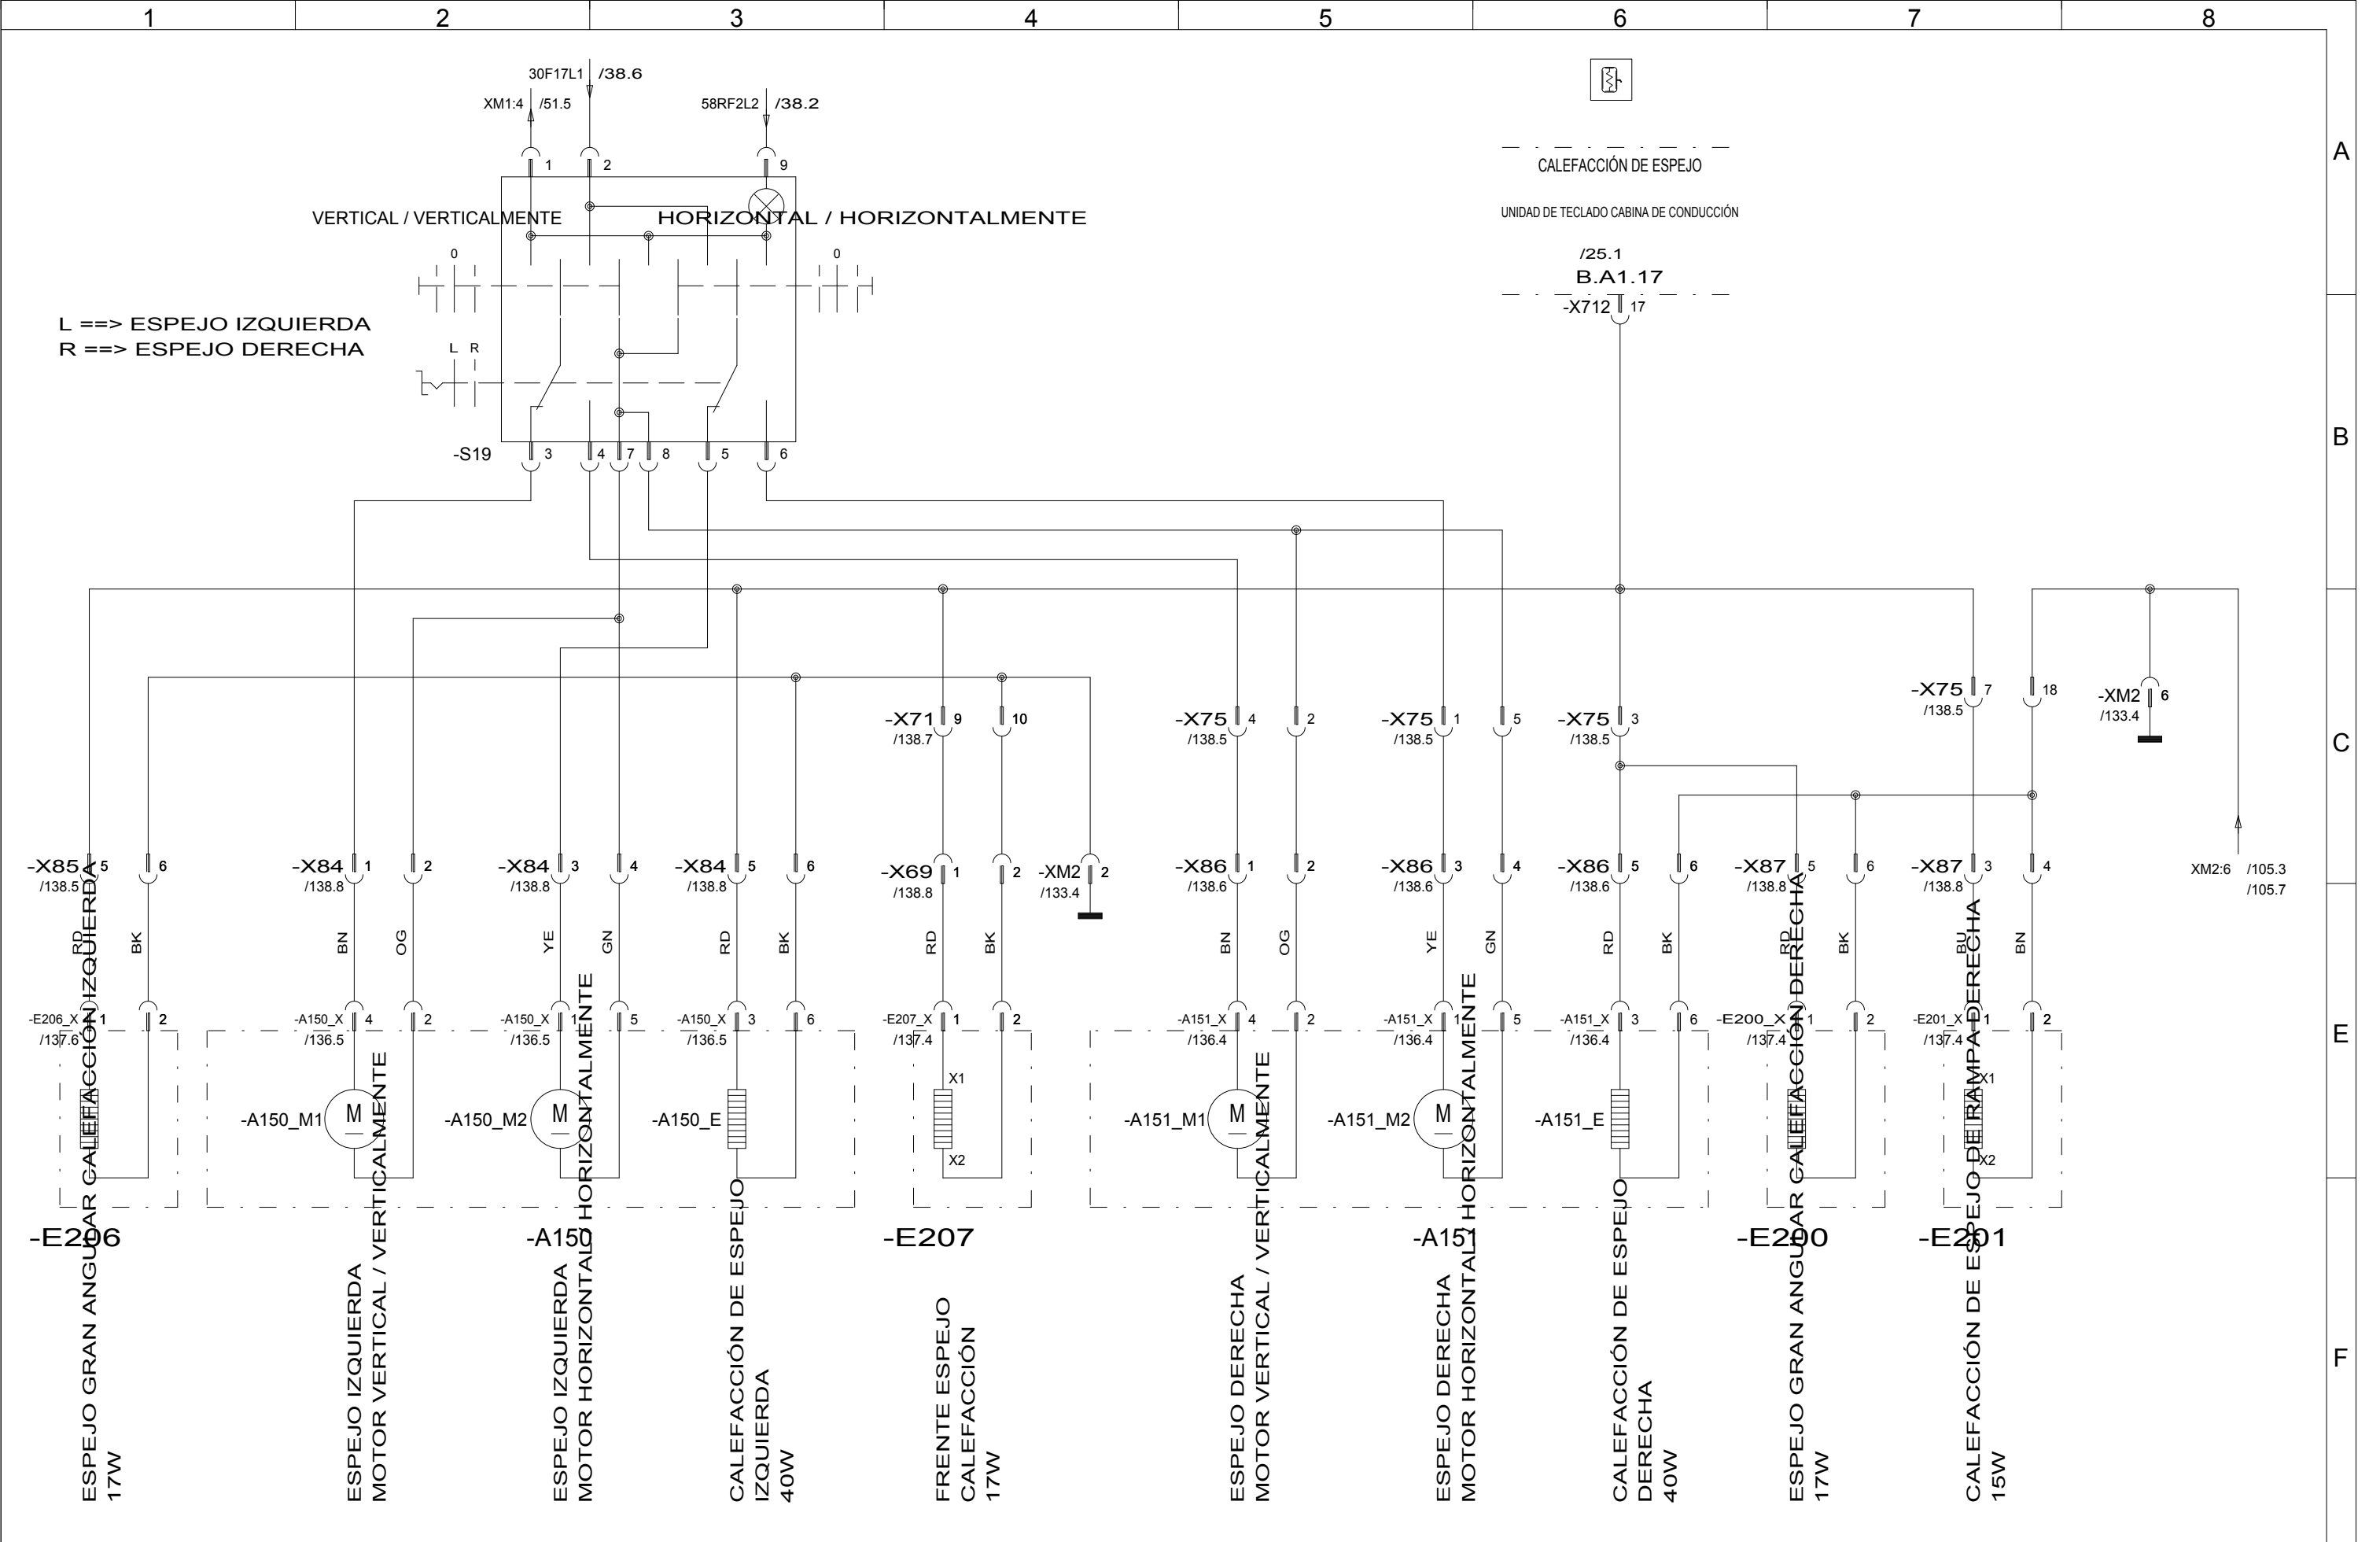 1 2 3 4 5 6 7 8
30F17L1 /38.6
XM1:4 /51.5
58RF2L2 /38.2
1 2 9
A
CALEFACCIÓN DE ESPEJO
VERTICAL / VERTICALMENTE
HORIZONTAL / HORIZONTALMENTE
UNIDAD DE TECLADO CABINA DE CONDUCCIÓN
0 0
/25.1
B.A1.17
-X712 17
L ==> ESPEJO IZQUIERDA
R ==> ESPEJO DERECHA
L R
B
-S19 3 4 7 8 5 6
-X75 7 18
/138.5
-XM2 6
/133.4
-X71 9 10
/138.7
-X75 4 2
/138.5
-X75 1 5
/138.5
-X75 3
/138.5
C
-X85 5 6
/138.5
-X84 1 2
/138.8
-X84 3 4
/138.8
-X84 5 6
/138.8
-X69 1 2
/138.8
-XM2 2
/133.4
-X86 1 2
/138.6
-X86 3 4
/138.6
-X86 5 6
/138.6
-X87 5 6
/138.8
-X87 3 4
/138.8
XM2:6 /105.3
/105.7
RD BK BN OG YE GN RD BK RD BK BN OG YE GN RD BK RD BK BU BN
-E206_X 1 2
/137.6
-A150_X 4 2
/136.5
-A150_X 1 5
/136.5
-A150_X 3 6
/136.5
-E207_X 1 2
/137.4
-A151_X 4 2
/136.4
-A151_X 1 5
/136.4
-A151_X 3 6
/136.4
-E200_X 1 2
/137.4
-E201_X 1 2
/137.4
E
X1 X1
-A150_M1 M
-A150_M2 M
-A150_E
-A151_M1 M
-A151_M2 M
-A151_E
X2 X2
-E206
-A150
-E207
-A151
-E200
-E201
F
ESPEJO GRAN ANGULAR CALEFACCIÓN IZQUIERDA
17W
ESPEJO IZQUIERDA
MOTOR VERTICAL / VERTICALMENTE
ESPEJO IZQUIERDA
MOTOR HORIZONTAL / HORIZONTALMENTE
CALEFACCIÓN DE ESPEJO
IZQUIERDA
40W
FRENTE ESPEJO
CALEFACCIÓN
17W
ESPEJO DERECHA
MOTOR VERTICAL / VERTICALMENTE
ESPEJO DERECHA
MOTOR HORIZONTAL / HORIZONTALMENTE
CALEFACCIÓN DE ESPEJO
DERECHA
40W
ESPEJO GRAN ANGULAR CALEFACCIÓN DERECHA
17W
CALEFACCIÓN DE ESPEJO DE RAMPA DERECHA
15W